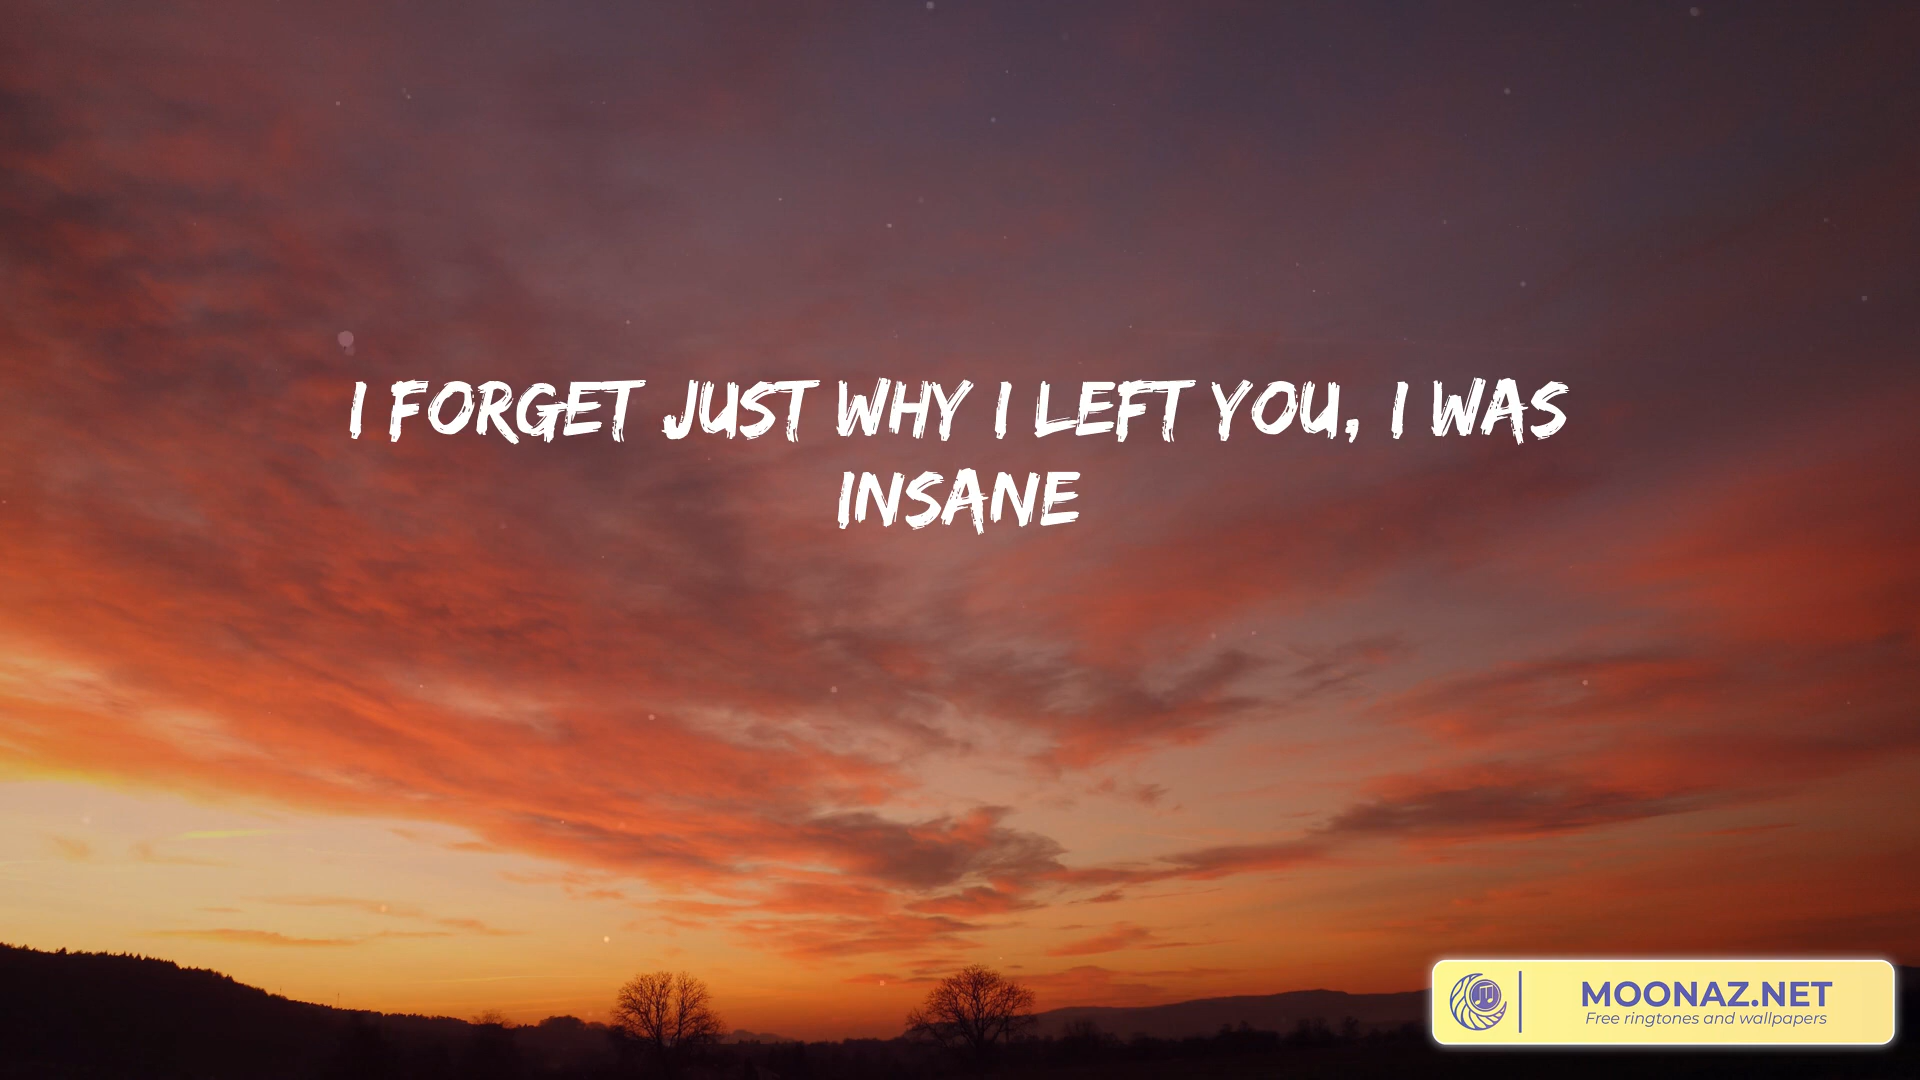 I FORGET JUST WHY I LEFT YOU, I WAS
INSANE
MOONAZ.NET
Free ringtones and wallpapers